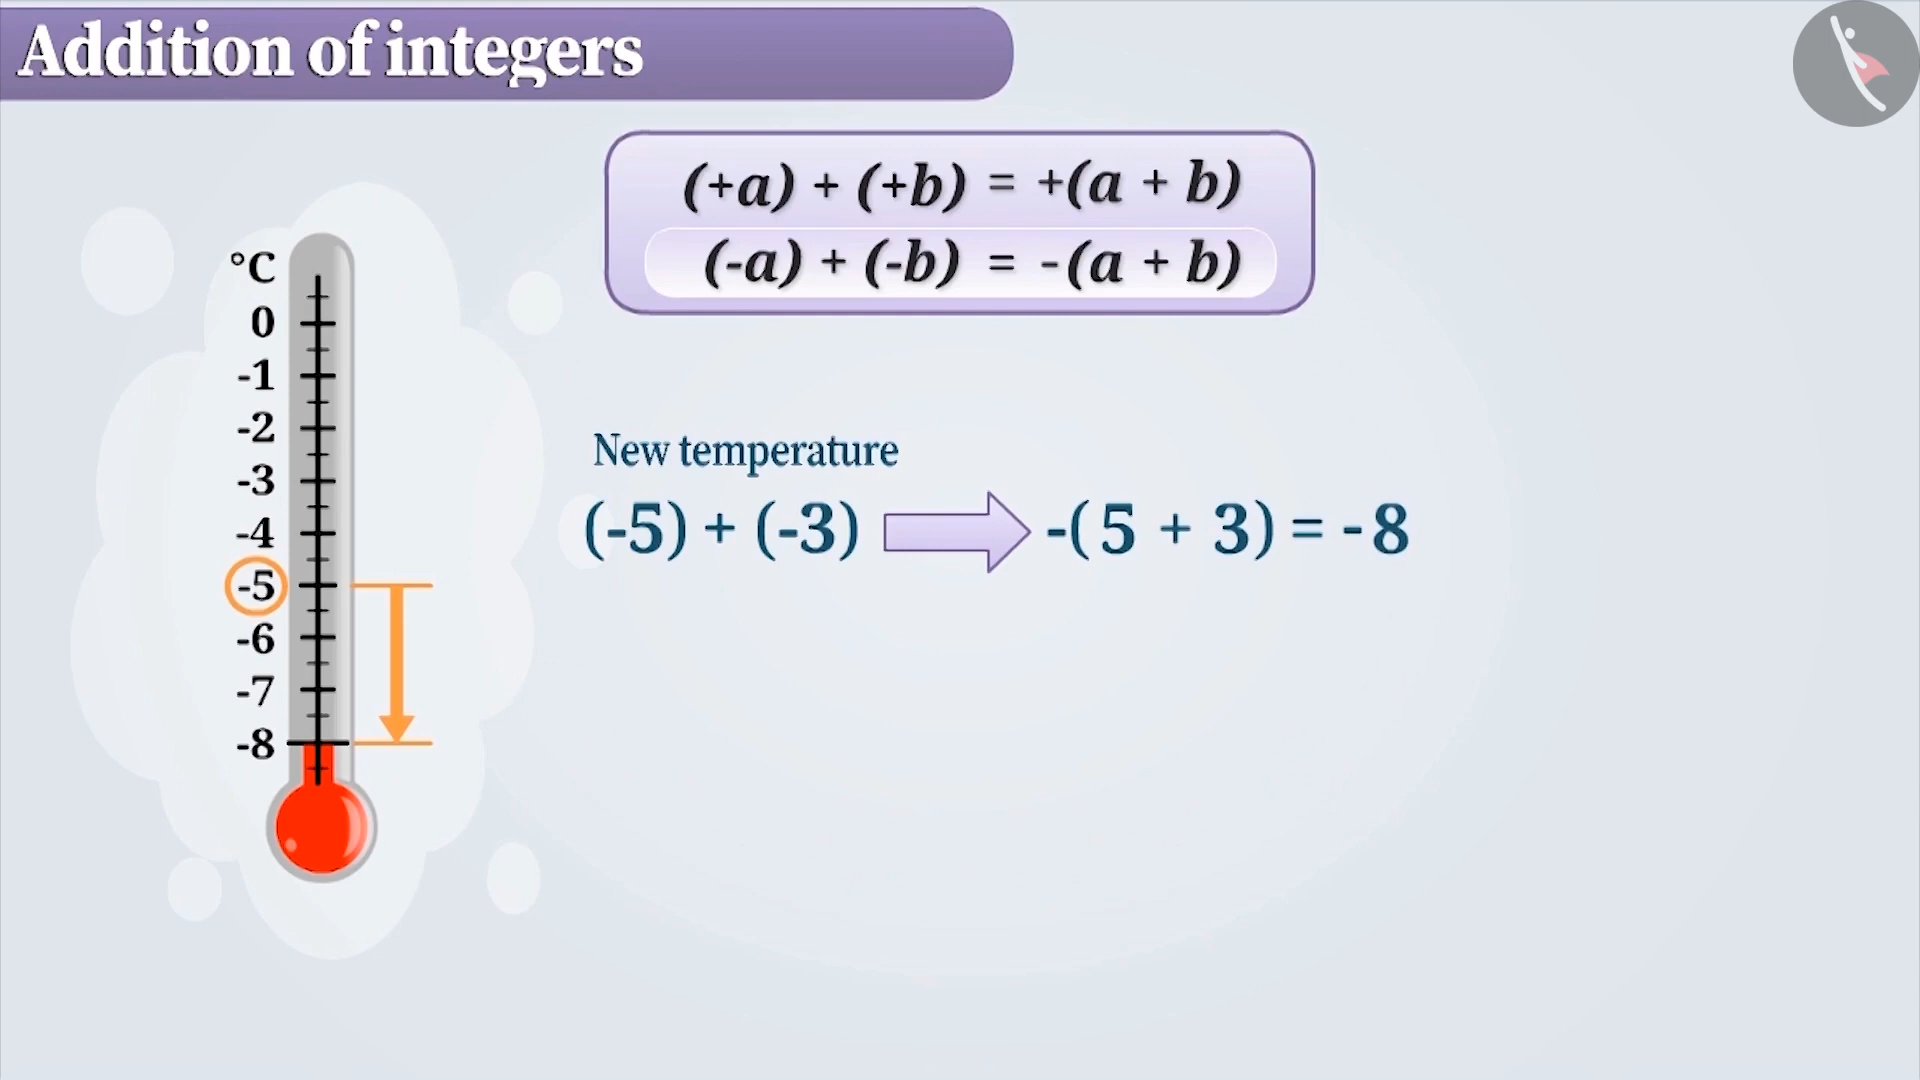 Addition of integers
(+a) + (+b) = +(a + b)
(-a) + (-b) = -(a + b)
°C
0
-1
-2
-3
-4
-5
-6
-7
-8
New temperature
(-5) + (-3) -(5 + 3) = -8